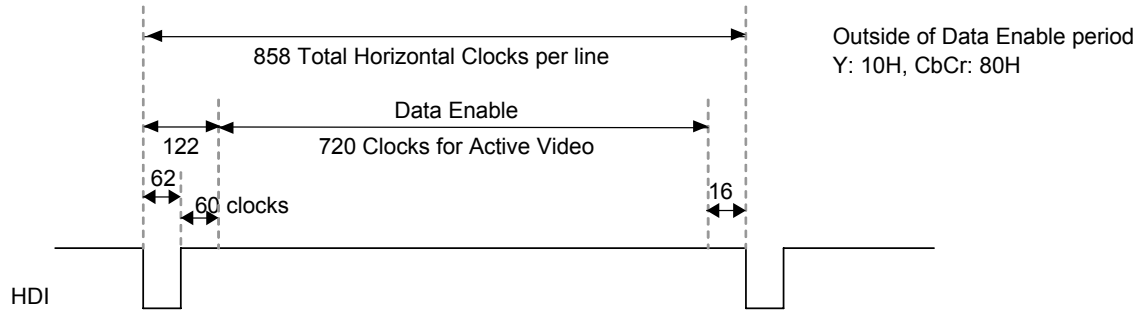 858 Total Horizontal Clocks per line
Outside of Data Enable period
Y: 10H, CbCr: 80H
Data Enable
122
720 Clocks for Active Video
62
16
60 clocks
HDI